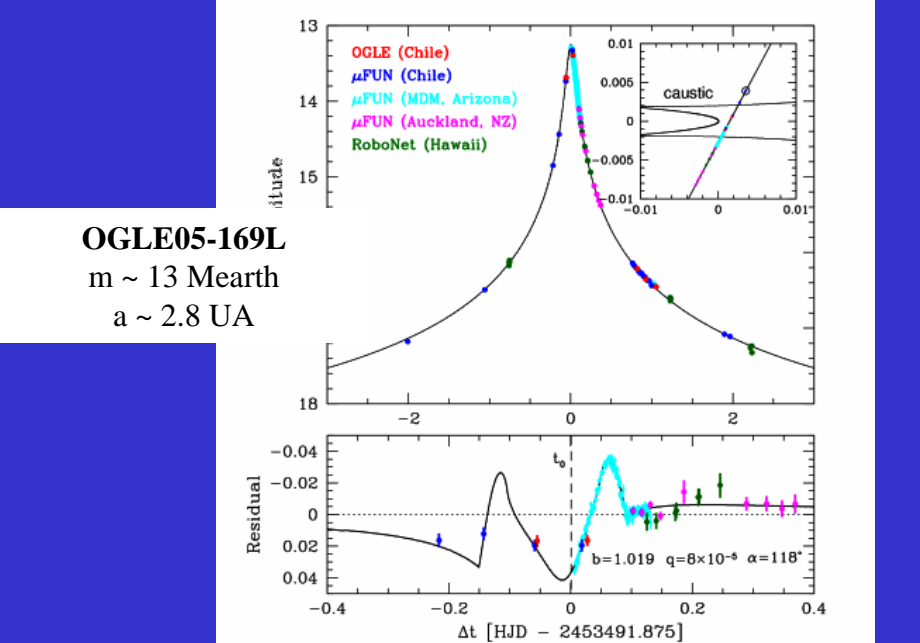 13
14
15
18
OGLE (Chile)
μFUN (Chile)
μFUN (MDM, Arizona)
μFUN (Auckland, NZ)
RoboNet (Hawaii)
0.01
0.005
0
−0.005
−0.01
caustic
−0.01 0 0.01
OGLE05-169L
m ~ 13 Mearth
a ~ 2.8 UA
−2 0 2
Residual
−0.04
−0.02
0
0.02
0.04
t₀
b=1.019 q=8×10⁻⁵ α=118°
−0.4 −0.2 0 0.2 0.4
Δt [HJD − 2453491.875]